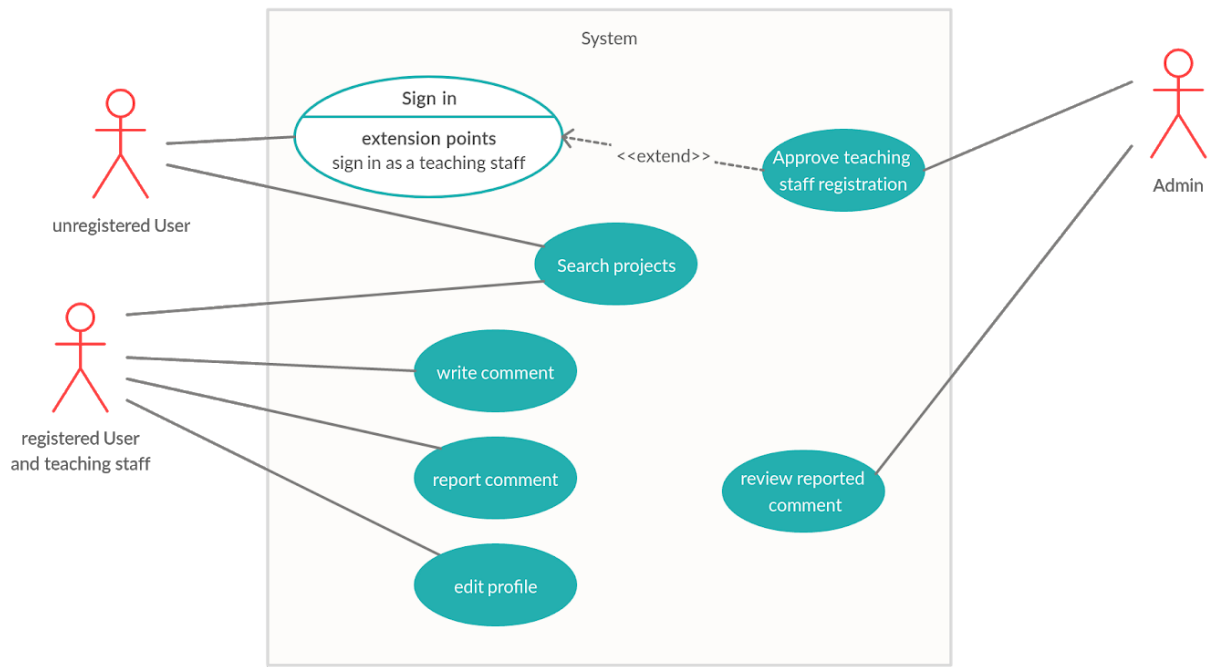 System
Sign in
extension points
sign in as a teaching staff
<<extend>>
Approve teaching
staff registration
Admin
unregistered User
Search projects
write comment
registered User
and teaching staff
report comment
review reported
comment
edit profile